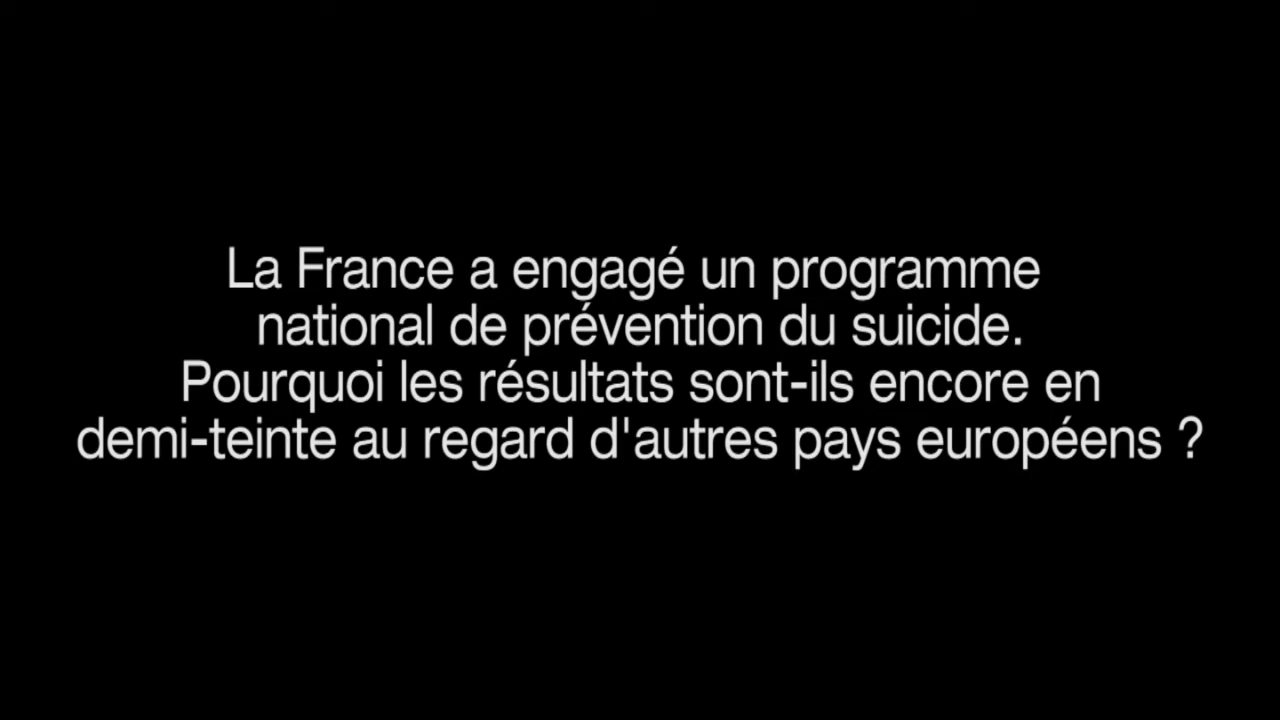 La France a engagé un programme
national de prévention du suicide.
Pourquoi les résultats sont-ils encore en
demi-teinte au regard d'autres pays européens ?